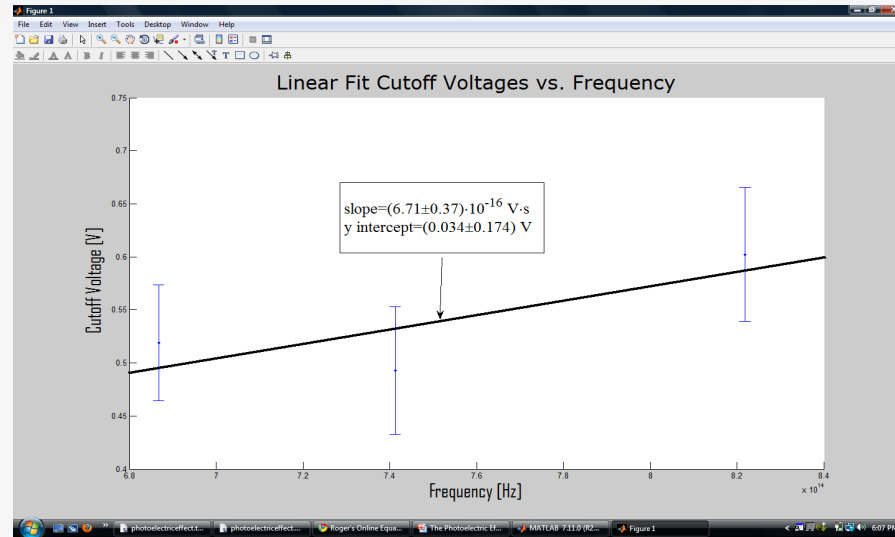 Figure 1
File Edit View Insert Tools Desktop Window Help
Linear Fit Cutoff Voltages vs. Frequency
0.75
0.7
0.65
0.6
0.55
0.5
0.45
0.4
Cutoff Voltage [V]
slope=(6.71±0.37)·10^-16 V·s
y intercept=(0.034±0.174) V
6.8 7 7.2 7.4 7.6 7.8 8 8.2 8.4
x 10^14
Frequency [Hz]
photoelectriceffect.t... photoelectriceffect.... Roger's Online Equa... The Photoelectric Ef... MATLAB 7.11.0 (R2... Figure 1 6:07 PM